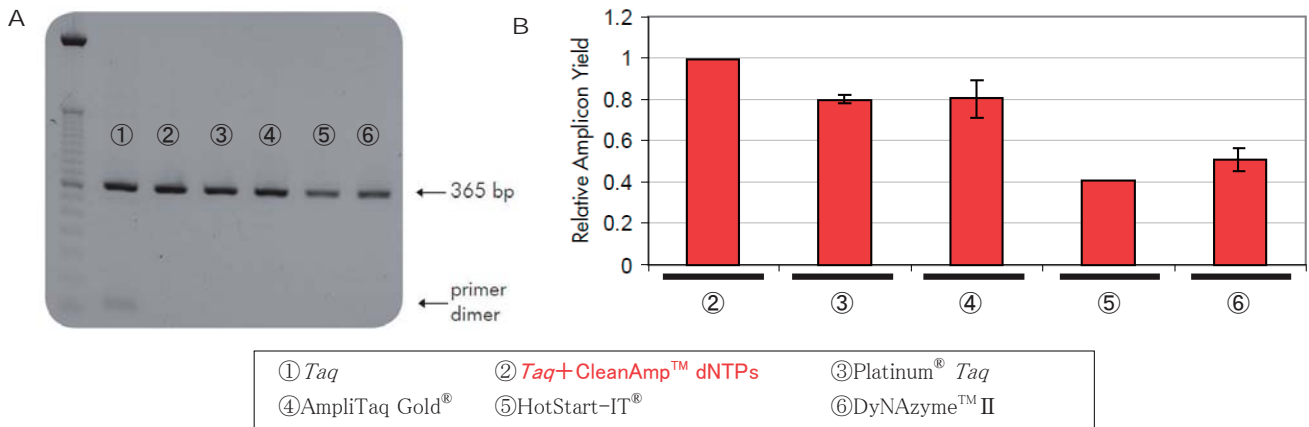 A
① ② ③ ④ ⑤ ⑥
365 bp
primer
dimer
B
Relative Amplicon Yield
1.2
1
0.8
0.6
0.4
0.2
0
② ③ ④ ⑤ ⑥
①Taq ②Taq+CleanAmp™ dNTPs ③Platinum® Taq
④AmpliTaq Gold® ⑤HotStart-IT® ⑥DyNAzyme™ II